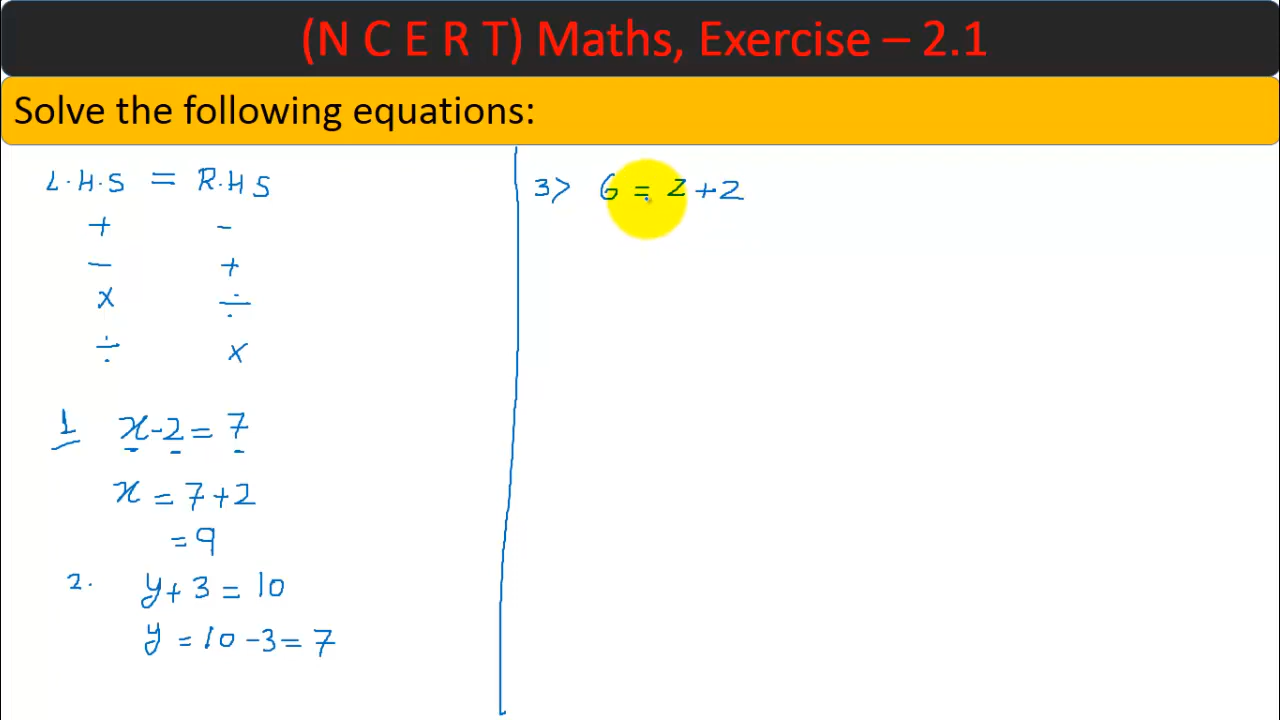 (N C E R T) Maths, Exercise – 2.1
Solve the following equations:
L.H.S = R.H.S
+ -
- +
× ÷
÷ ×
1 x-2 = 7
x = 7+2
= 9
2. y+3 = 10
y = 10-3 = 7
3> 6 = z+2